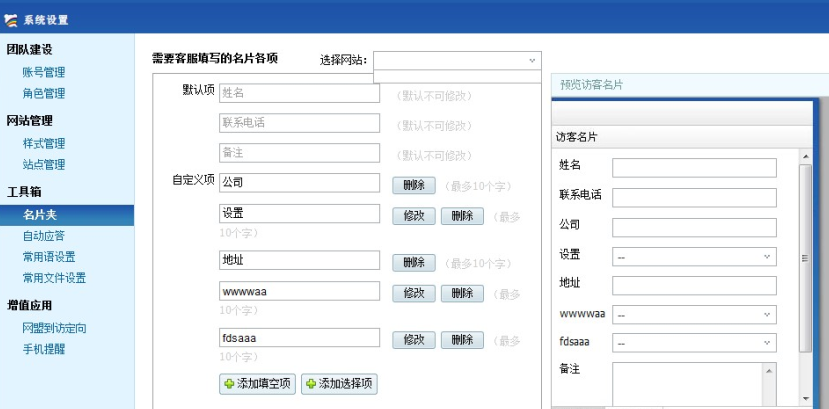 系统设置
团队建设
账号管理
角色管理
网站管理
样式管理
站点管理
工具箱
名片夹
自动应答
常用语设置
常用文件设置
增值应用
网盟到访定向
手机提醒
需要客服填写的名片各项 选择网站:
默认项 姓名 (默认不可修改)
联系电话 (默认不可修改)
备注 (默认不可修改)
自定义项 公司 删除 (最多10个字)
设置 修改 删除 (最多
10个字)
地址 删除 (最多10个字)
wwwwaa 修改 删除 (最多
10个字)
fdsaaa 修改 删除 (最多
10个字)
添加填空项 添加选择项
预览访客名片
访客名片
姓名
联系电话
公司
设置 --
地址
wwwwaa --
fdsaaa --
备注